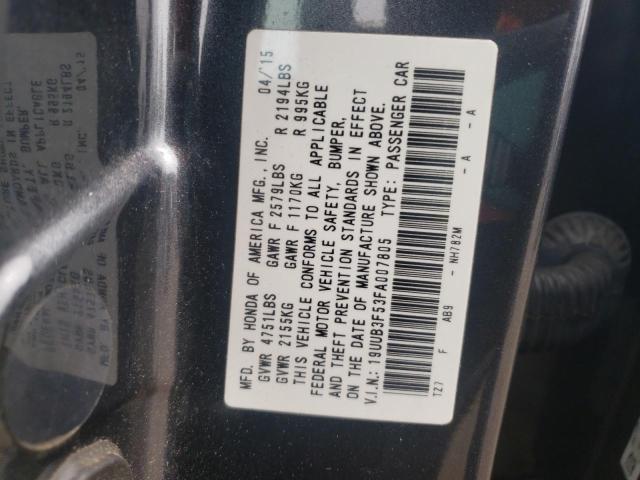 MFD. BY HONDA OF AMERICA MFG., INC. 04/'15
GVWR 4751LBS GAWR F 2579LBS R 2194LBS
GVWR 2155KG GAWR F 1170KG R 995KG
THIS VEHICLE CONFORMS TO ALL APPLICABLE
FEDERAL MOTOR VEHICLE SAFETY, BUMPER,
AND THEFT PREVENTION STANDARDS IN EFFECT
ON THE DATE OF MANUFACTURE SHOWN ABOVE.
V.I.N.: 19UUB3F53FA007805 TYPE: PASSENGER CAR
TZ7 F AB9 - NH782M - A - A